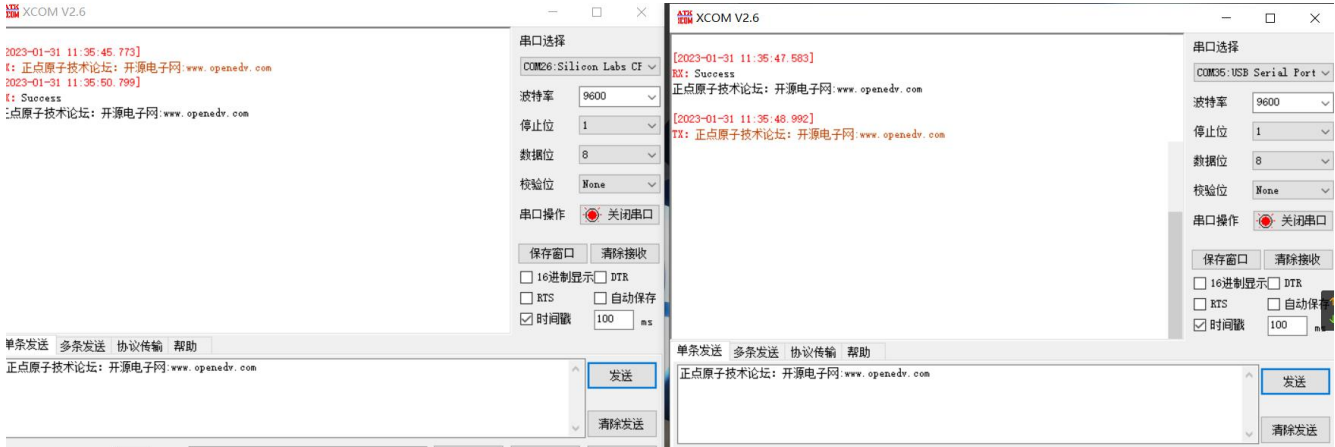 XCOM V2.6
2023-01-31 11:35:45.773]
: 正点原子技术论坛：开源电子网:www.openedv.com
2023-01-31 11:35:50.799]
: Success
正点原子技术论坛：开源电子网:www.openedv.com
串口选择
COM26:Silicon Labs CP
波特率 9600
停止位 1
数据位 8
校验位 None
串口操作 关闭串口
保存窗口 清除接收
16进制显示 DTR
RTS 自动保存
时间戳 100 ms
单条发送 多条发送 协议传输 帮助
正点原子技术论坛：开源电子网:www.openedv.com
发送
清除发送
XCOM V2.6
[2023-01-31 11:35:47.583]
RX: Success
正点原子技术论坛：开源电子网:www.openedv.com
[2023-01-31 11:35:48.992]
TX: 正点原子技术论坛：开源电子网:www.openedv.com
串口选择
COM35:USB Serial Port
波特率 9600
停止位 1
数据位 8
校验位 None
串口操作 关闭串口
保存窗口 清除接收
16进制显示 DTR
RTS 自动保存
时间戳 100 ms
单条发送 多条发送 协议传输 帮助
正点原子技术论坛：开源电子网:www.openedv.com
发送
清除发送